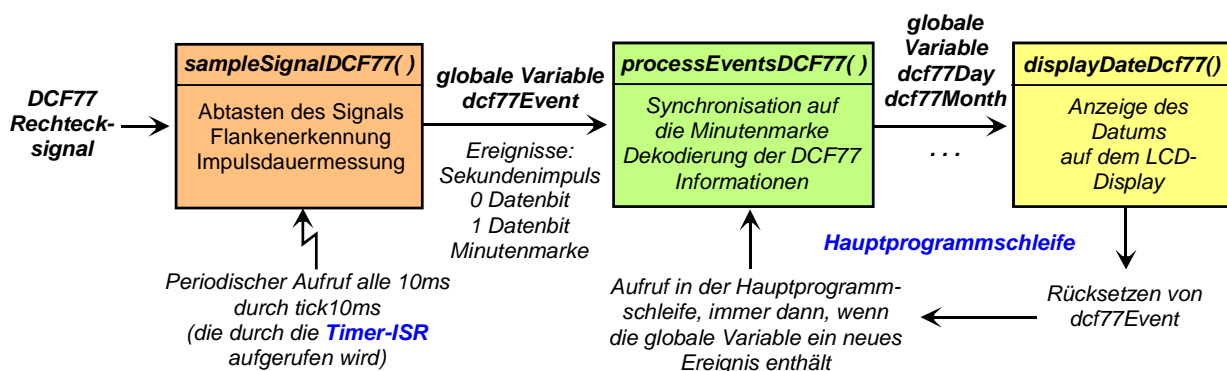 DCF77
Rechteck-
signal
sampleSignalDCF77( )
Abtasten des Signals
Flankenerkennung
Impulsdauermessung
Periodischer Aufruf alle 10ms
durch tick10ms
(die durch die Timer-ISR
aufgerufen wird)
globale Variable
dcf77Event
Ereignisse:
Sekundenimpuls
0 Datenbit
1 Datenbit
Minutenmarke
processEventsDCF77( )
Synchronisation auf
die Minutenmarke
Dekodierung der DCF77
Informationen
Aufruf in der Hauptprogramm-
schleife, immer dann, wenn
die globale Variable ein neues
Ereignis enthält
globale
Variable
dcf77Day
dcf77Month
. . .
Hauptprogrammschleife
displayDateDcf77()
Anzeige des
Datums
auf dem LCD-
Display
Rücksetzen von
dcf77Event